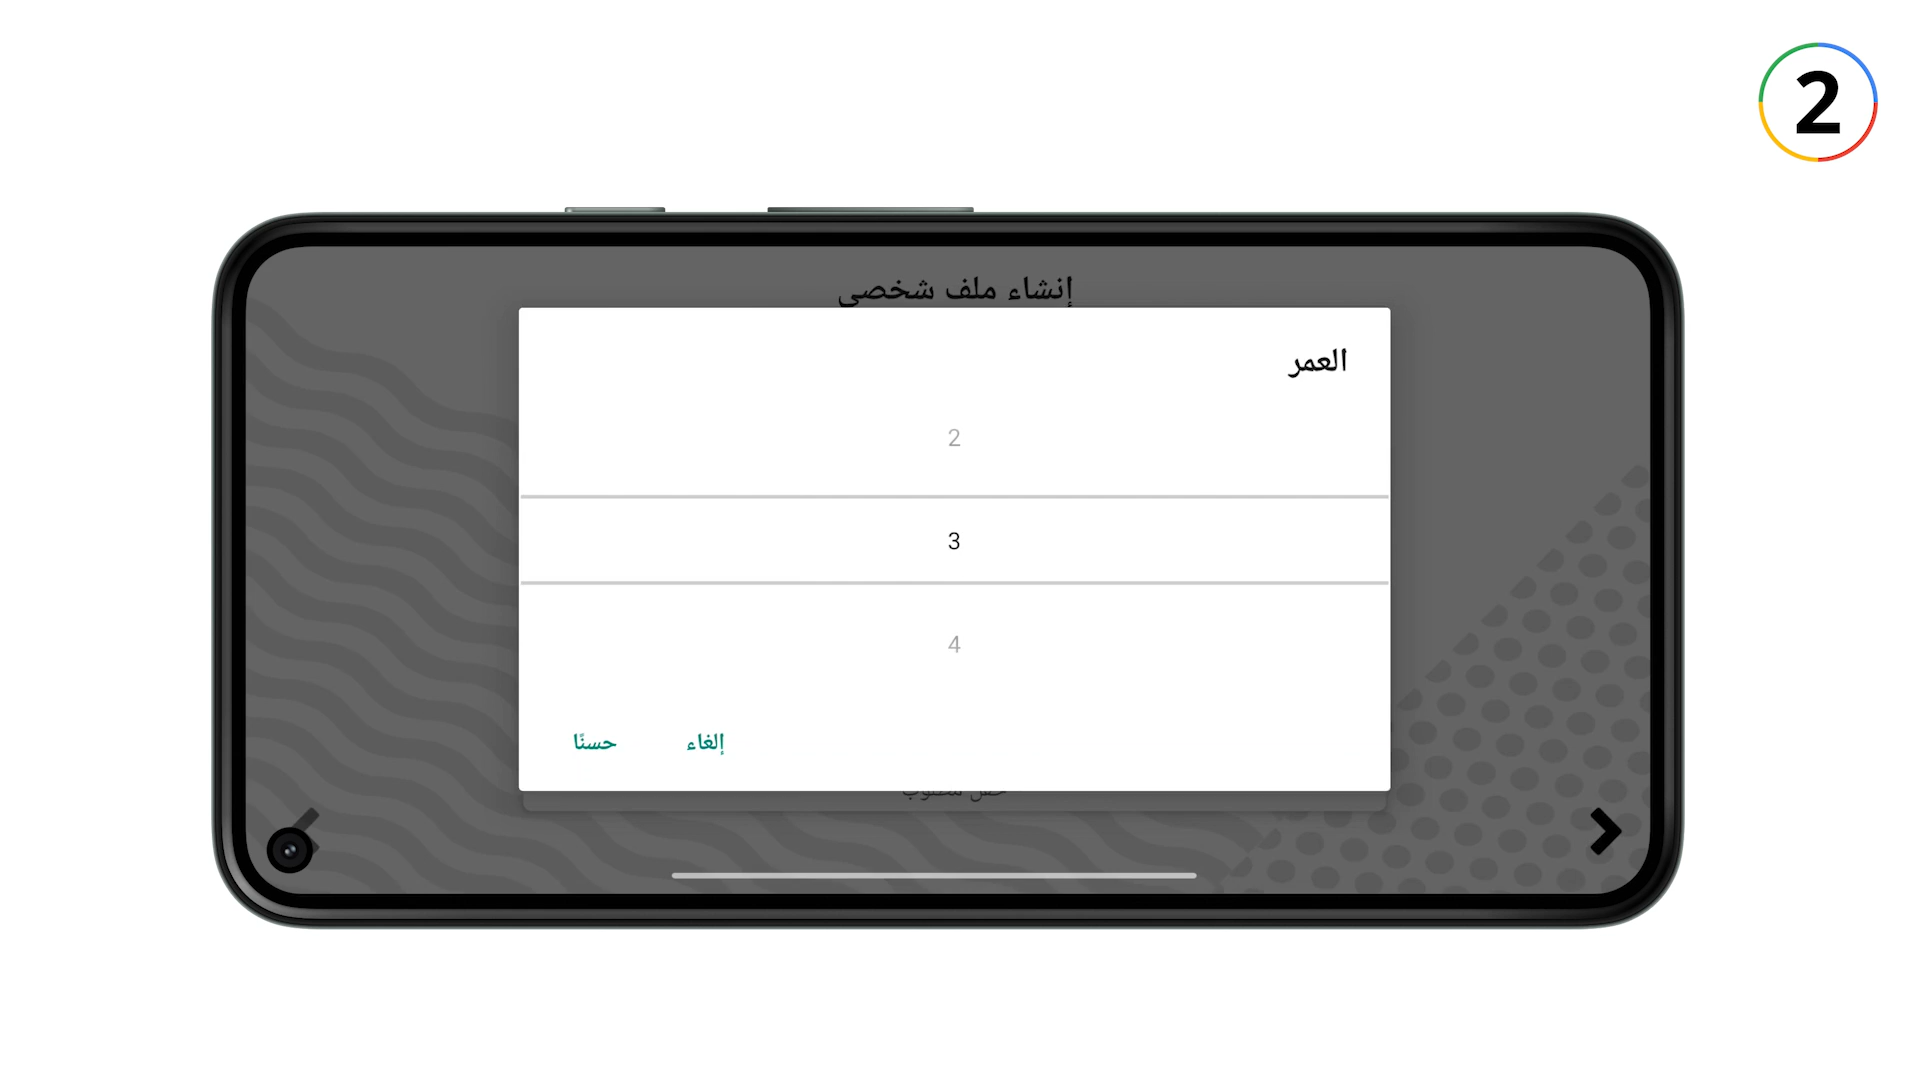 2
إنشاء ملف شخصي
العمر
2
3
4
إلغاء
حسنًا